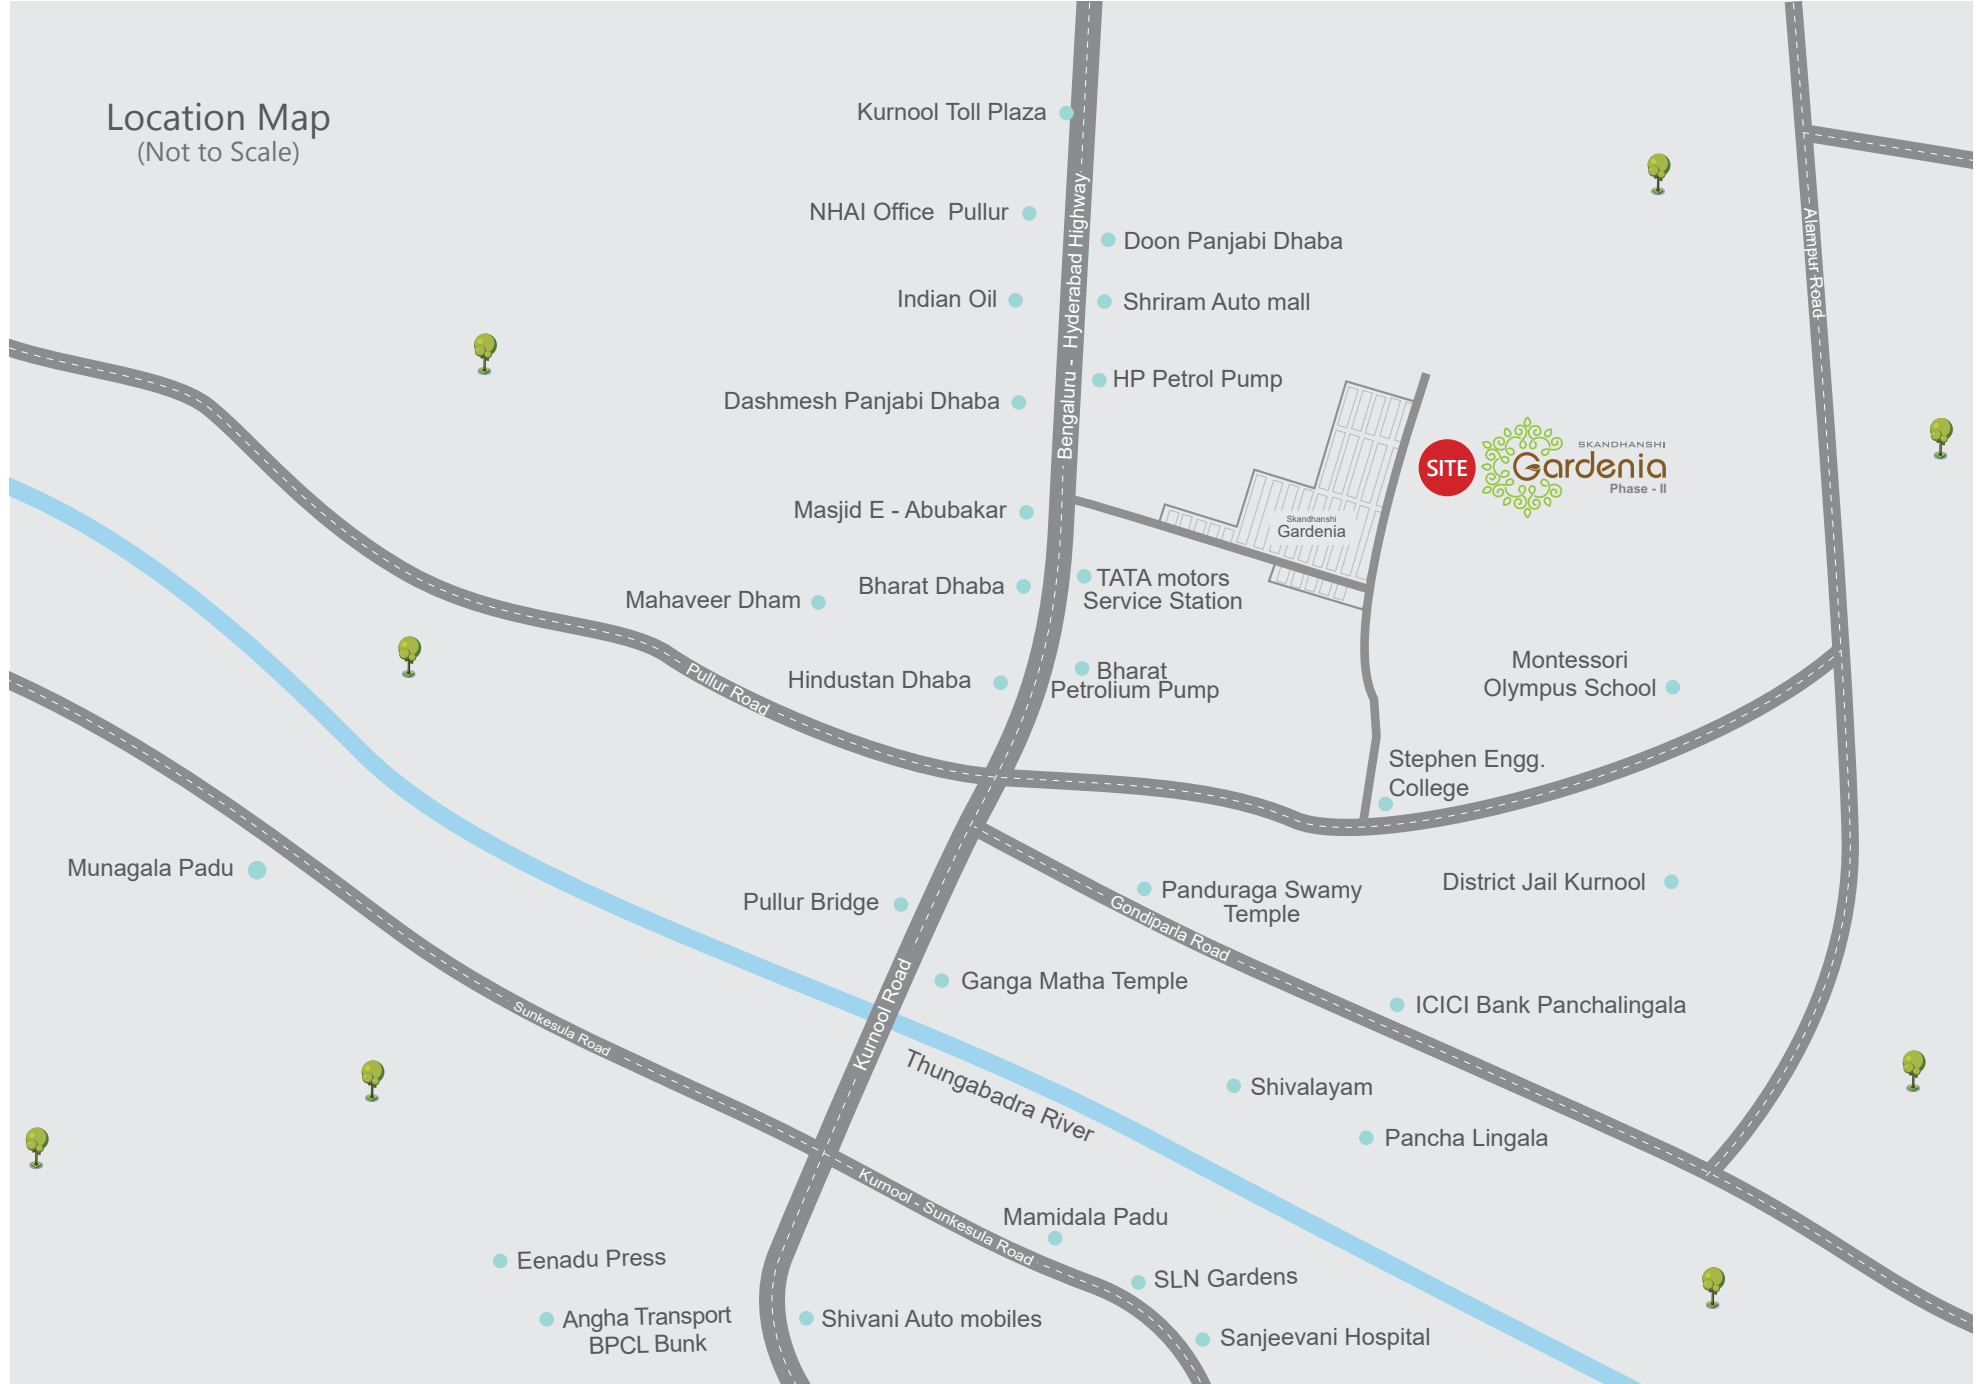 Location Map
(Not to Scale)
Kurnool Toll Plaza
NHAI Office  Pullur
Doon Panjabi Dhaba
Indian Oil
Shriram Auto mall
HP Petrol Pump
Dashmesh Panjabi Dhaba
Bengaluru - Hyderabad Highway
Alampur Road
SITE
SKANDHANSHI
Gardenia
Phase - II
Masjid E - Abubakar
Skandhanshi
Gardenia
Bharat Dhaba
TATA motors
Service Station
Mahaveer Dham
Hindustan Dhaba
Bharat
Petrolium Pump
Pullur Road
Montessori
Olympus School
Stephen Engg.
College
Munagala Padu
Pullur Bridge
Panduraga Swamy
Temple
District Jail Kurnool
Gondiparla Road
Ganga Matha Temple
ICICI Bank Panchalingala
Kurnool Road
Sunkesula Road
Thungabadra River
Shivalayam
Pancha Lingala
Kurnool - Sunkesula Road
Mamidala Padu
Eenadu Press
SLN Gardens
Angha Transport
BPCL Bunk
Shivani Auto mobiles
Sanjeevani Hospital